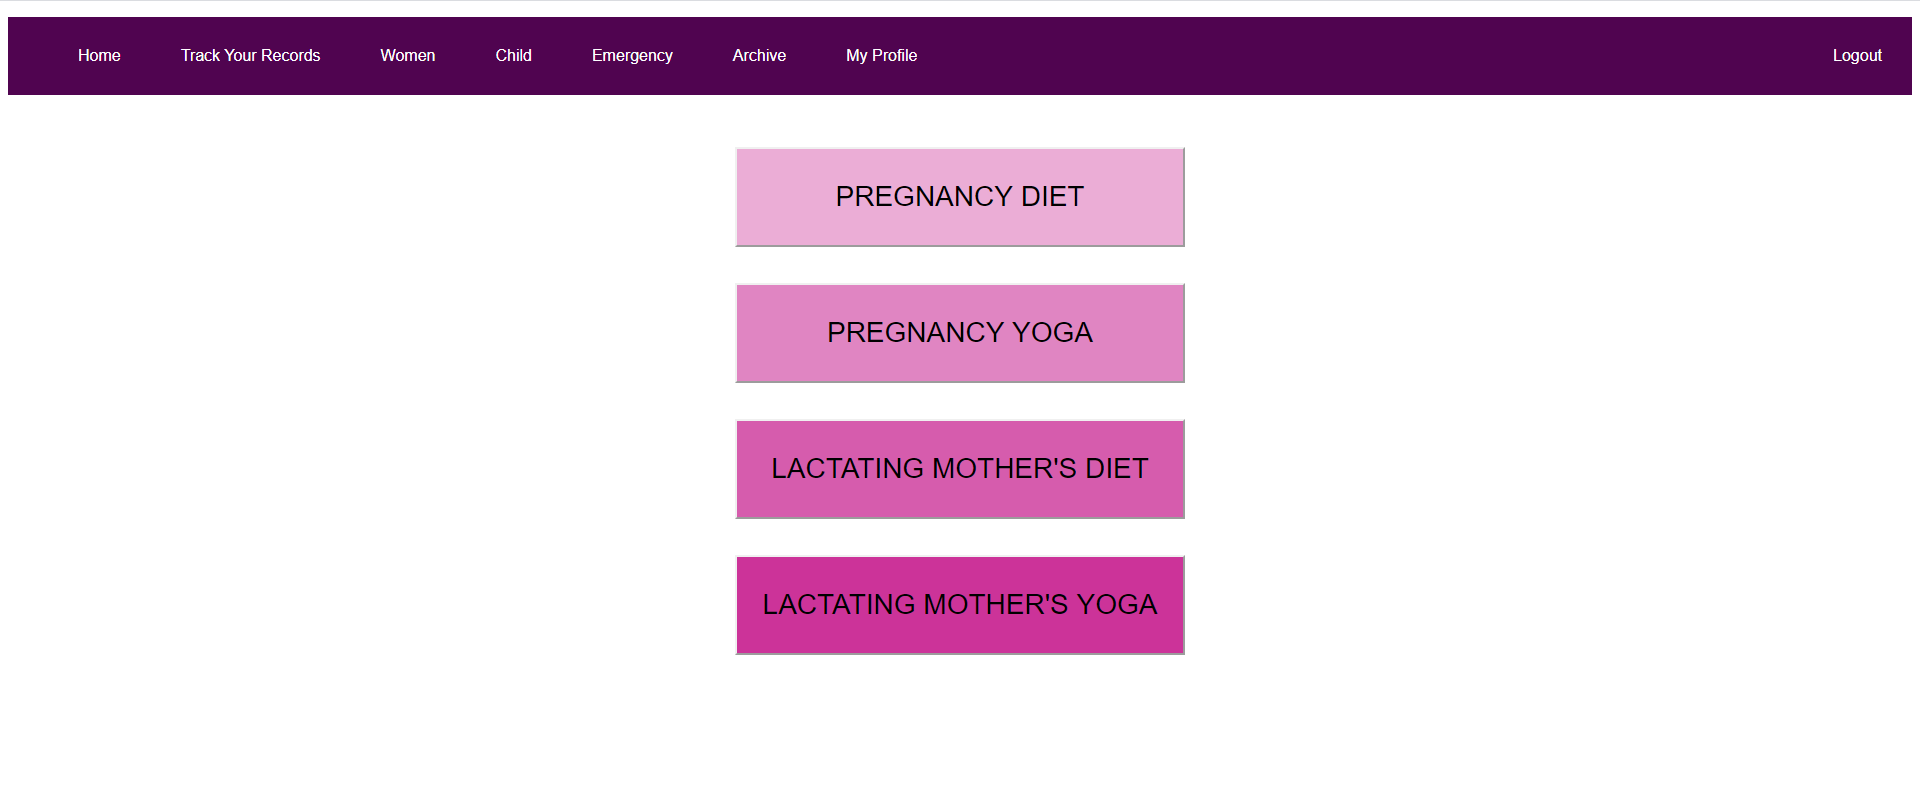 Home Track Your Records Women Child Emergency Archive My Profile Logout
PREGNANCY DIET
PREGNANCY YOGA
LACTATING MOTHER'S DIET
LACTATING MOTHER'S YOGA